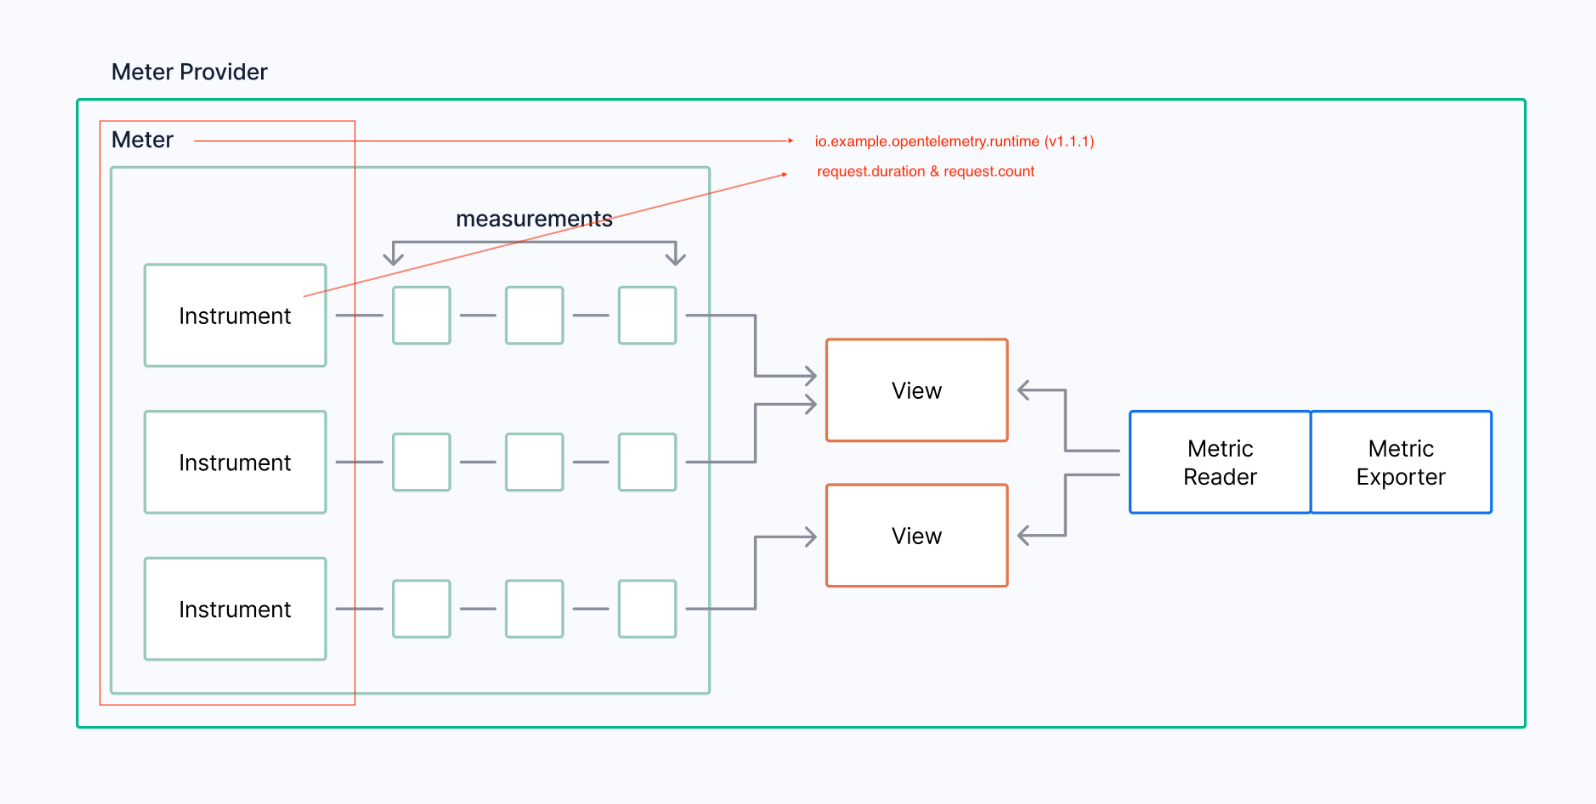 Meter Provider
Meter
io.example.opentelemetry.runtime (v1.1.1)
request.duration & request.count
measurements
Instrument
View
Instrument
Metric
Reader
Metric
Exporter
View
Instrument